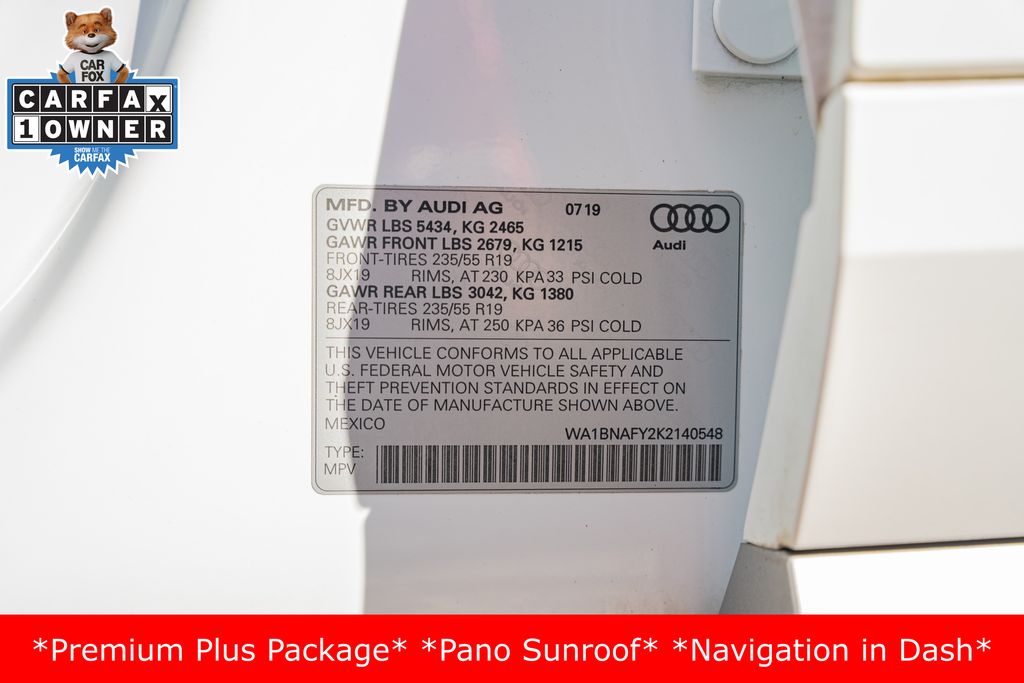 CAR
FOX
CARFAX
1 OWNER
SHOW ME THE
CARFAX
MFD. BY AUDI AG 07 19
GVWR LBS 5434, KG 2465
GAWR FRONT LBS 2679, KG 1215
Audi
FRONT-TIRES 235/55 R19
8JX19 RIMS, AT 230 KPA 33 PSI COLD
GAWR REAR LBS 3042, KG 1380
REAR-TIRES 235/55 R19
8JX19 RIMS, AT 250 KPA 36 PSI COLD
THIS VEHICLE CONFORMS TO ALL APPLICABLE
U.S. FEDERAL MOTOR VEHICLE SAFETY AND
THEFT PREVENTION STANDARDS IN EFFECT ON
THE DATE OF MANUFACTURE SHOWN ABOVE.
MEXICO
WA1BNAFY2K2140548
TYPE:
MPV
*Premium Plus Package* *Pano Sunroof* *Navigation in Dash*